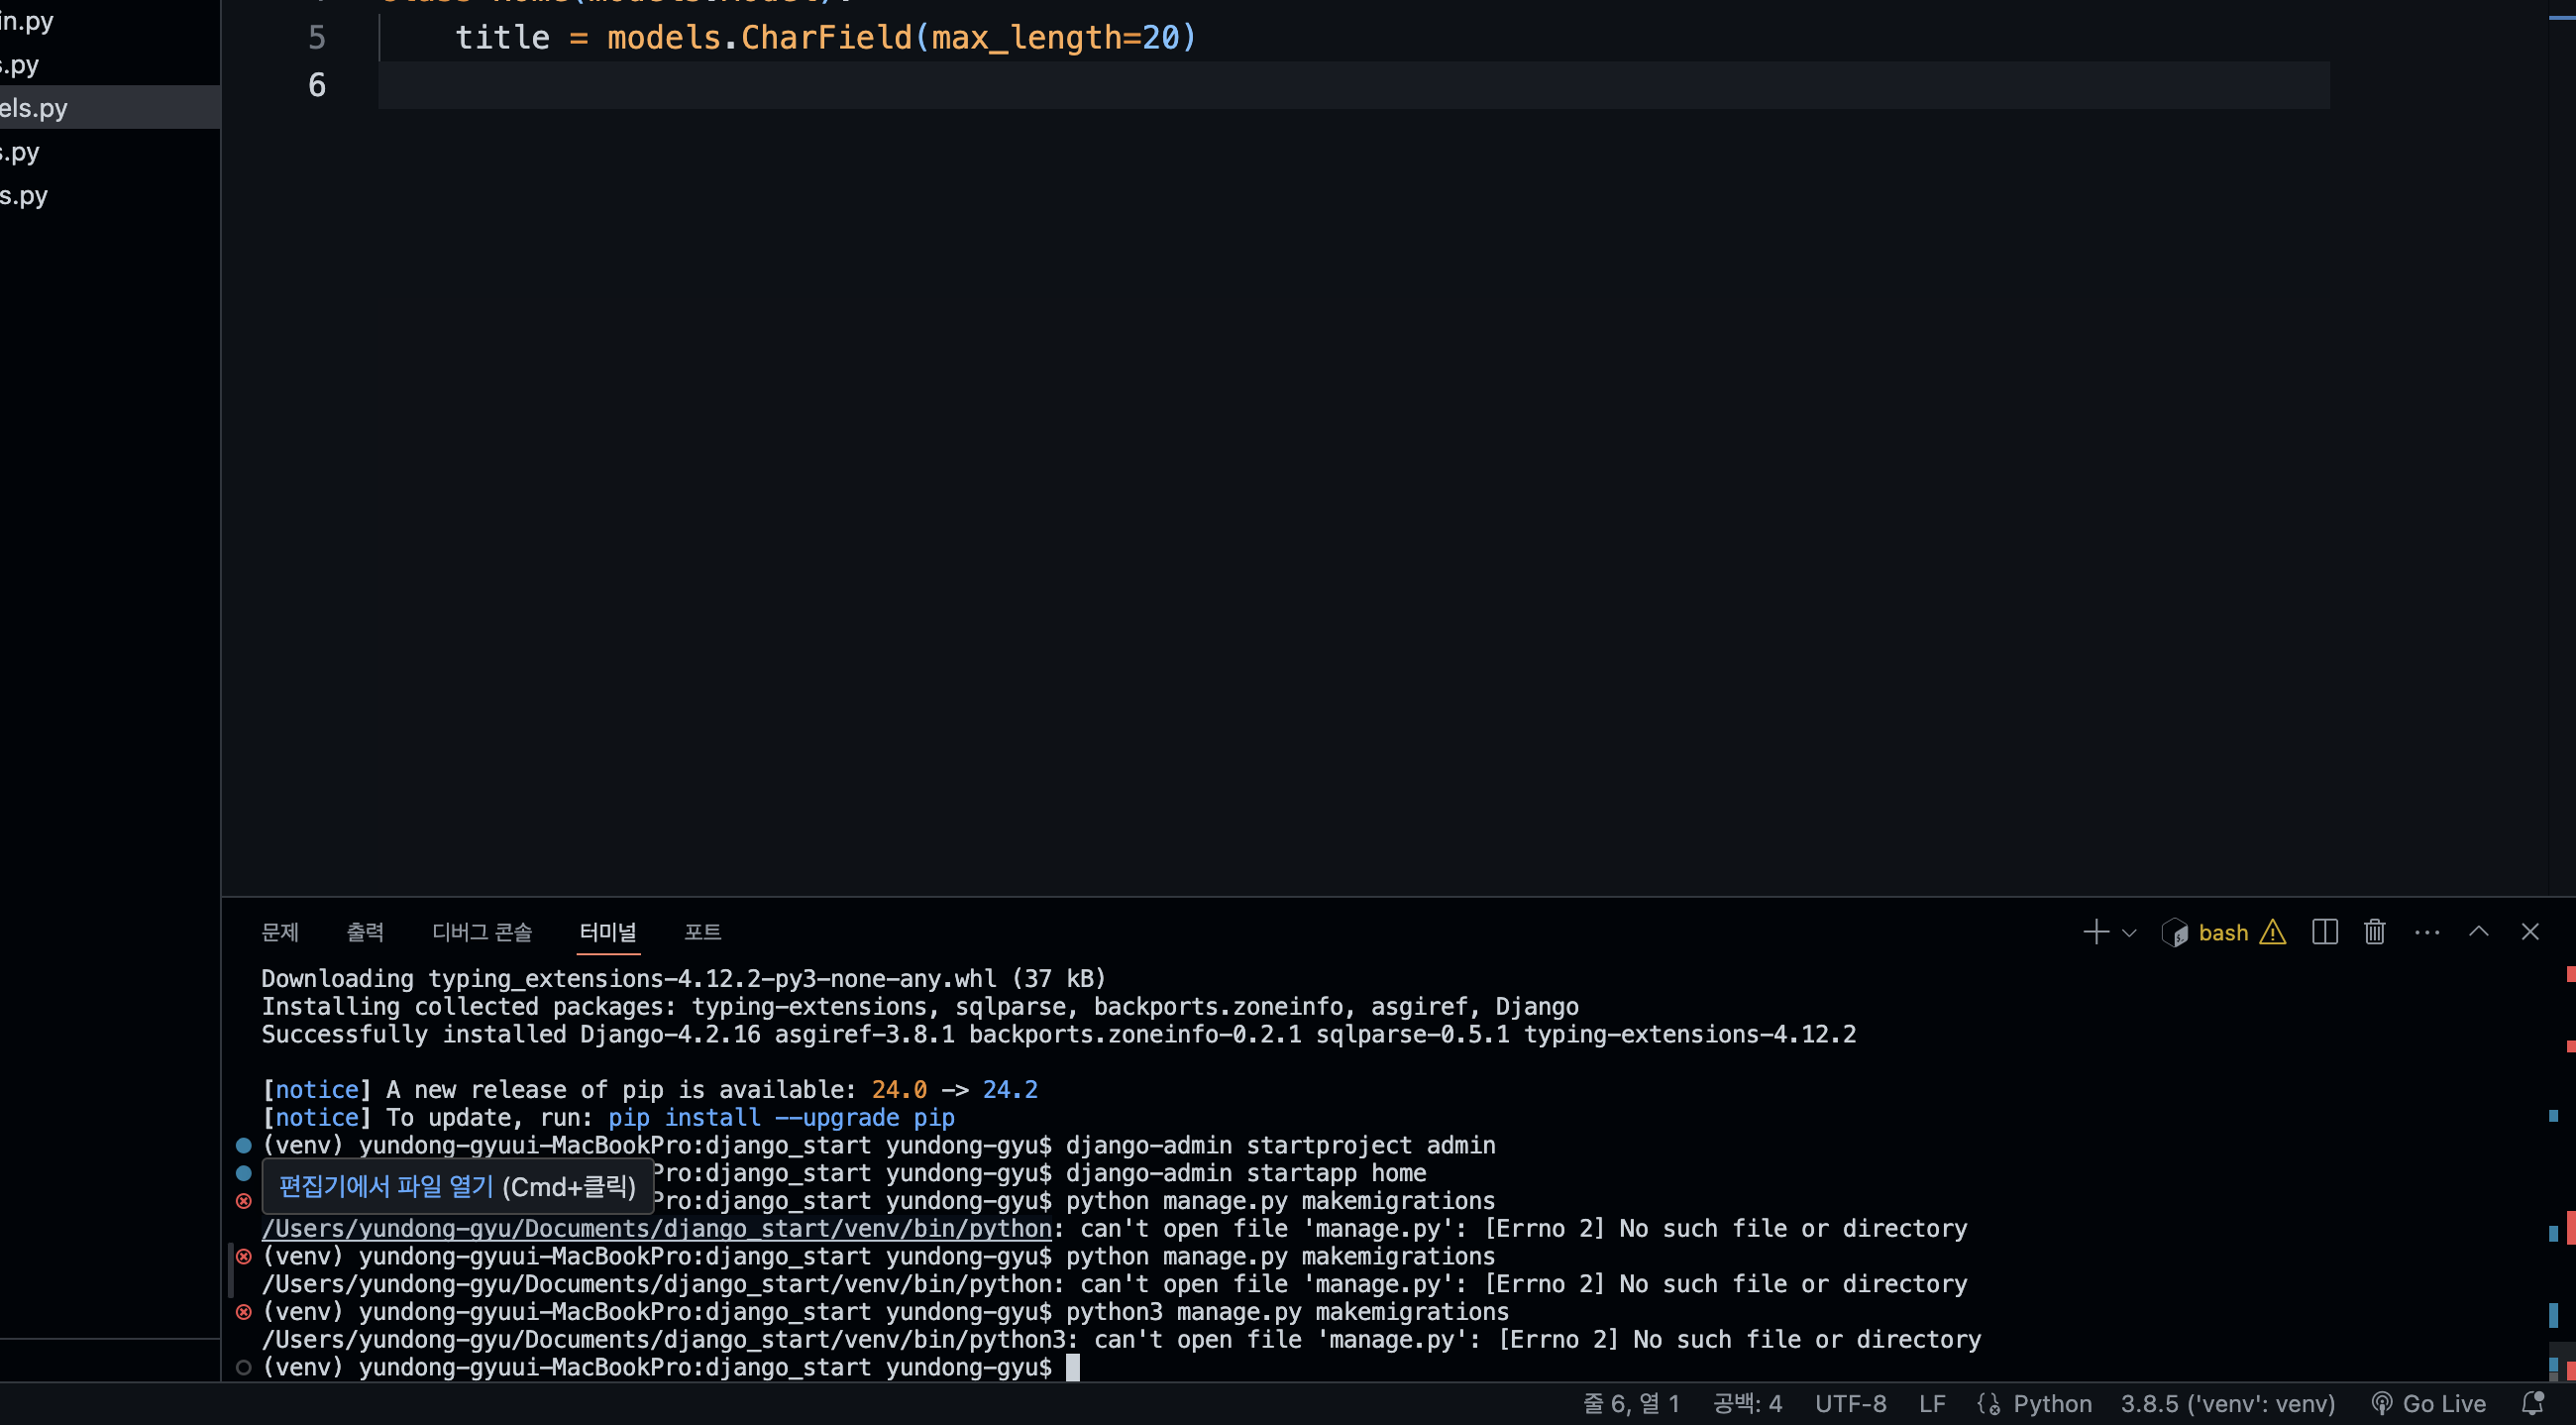 in.py
s.py
els.py
s.py
s.py
5 title = models.CharField(max_length=20)
6
문제 출력 디버그 콘솔 터미널 포트 bash
Downloading typing_extensions-4.12.2-py3-none-any.whl (37 kB)
Installing collected packages: typing-extensions, sqlparse, backports.zoneinfo, asgiref, Django
Successfully installed Django-4.2.16 asgiref-3.8.1 backports.zoneinfo-0.2.1 sqlparse-0.5.1 typing-extensions-4.12.2
[notice] A new release of pip is available: 24.0 -> 24.2
[notice] To update, run: pip install --upgrade pip
(venv) yundong-gyuui-MacBookPro:django_start yundong-gyu$ django-admin startproject admin
Pro:django_start yundong-gyu$ django-admin startapp home
편집기에서 파일 열기 (Cmd+클릭)
Pro:django_start yundong-gyu$ python manage.py makemigrations
/Users/yundong-gyu/Documents/django_start/venv/bin/python: can't open file 'manage.py': [Errno 2] No such file or directory
(venv) yundong-gyuui-MacBookPro:django_start yundong-gyu$ python manage.py makemigrations
/Users/yundong-gyu/Documents/django_start/venv/bin/python: can't open file 'manage.py': [Errno 2] No such file or directory
(venv) yundong-gyuui-MacBookPro:django_start yundong-gyu$ python3 manage.py makemigrations
/Users/yundong-gyu/Documents/django_start/venv/bin/python3: can't open file 'manage.py': [Errno 2] No such file or directory
(venv) yundong-gyuui-MacBookPro:django_start yundong-gyu$
줄 6, 열 1 공백: 4 UTF-8 LF Python 3.8.5 ('venv': venv) Go Live